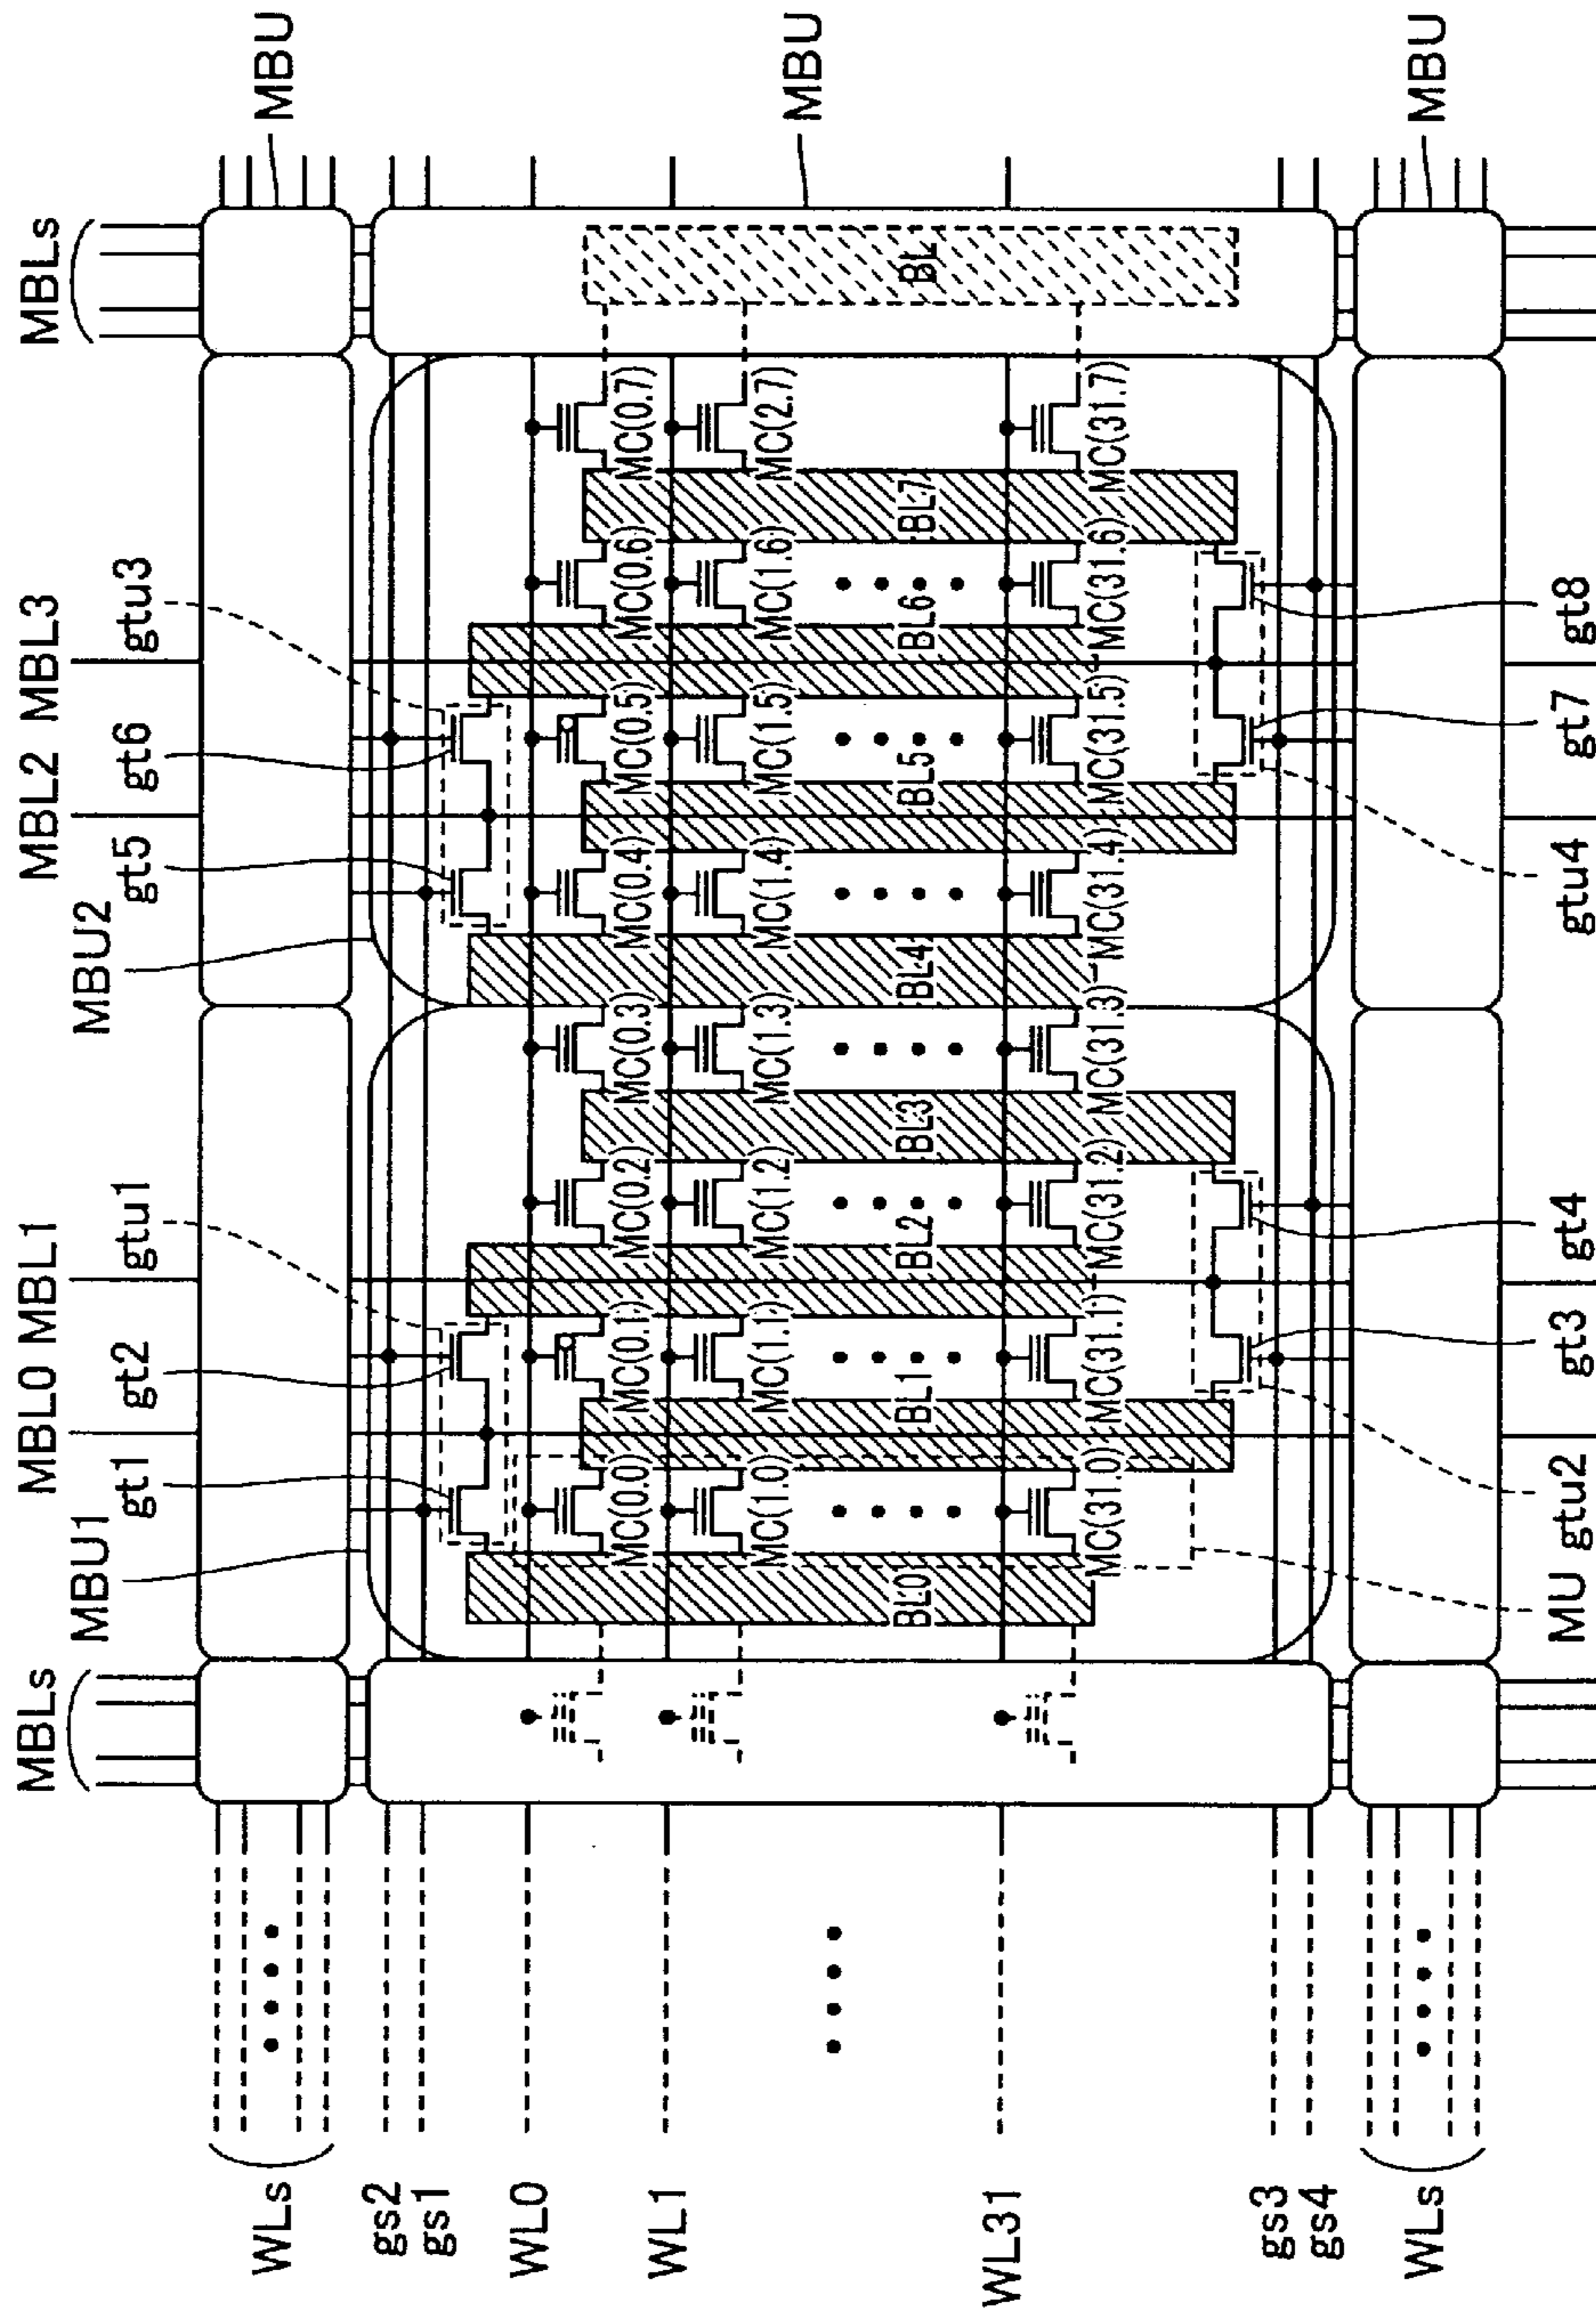 MBLs
MBL0 MBL1
MBL2 MBL3
MBLs
MBU1
gt1
gt2
gtu1
MBU2
gt5
gt6
gtu3
WLs
MBU
gs2
gs1
WL0
MC(0.0)
MC(0.1)
MC(0.2)
MC(0.3)
MC(0.4)
MC(0.5)
MC(0.6)
MC(0.7)
WL1
MC(1.0)
MC(1.1)
MC(1.2)
MC(1.3)
MC(1.4)
MC(1.5)
MC(1.6)
MC(2.7)
MBU
BL0
BL1
BL2
BL3
BL4
BL5
BL6
BL7
BL
WL31
MC(31.0)
MC(31.1)
MC(31.2)
MC(31.3)
MC(31.4)
MC(31.5)
MC(31.6)
MC(31.7)
gs3
gs4
WLs
MBU
MU
gtu2
gt3
gt4
gtu4
gt7
gt8